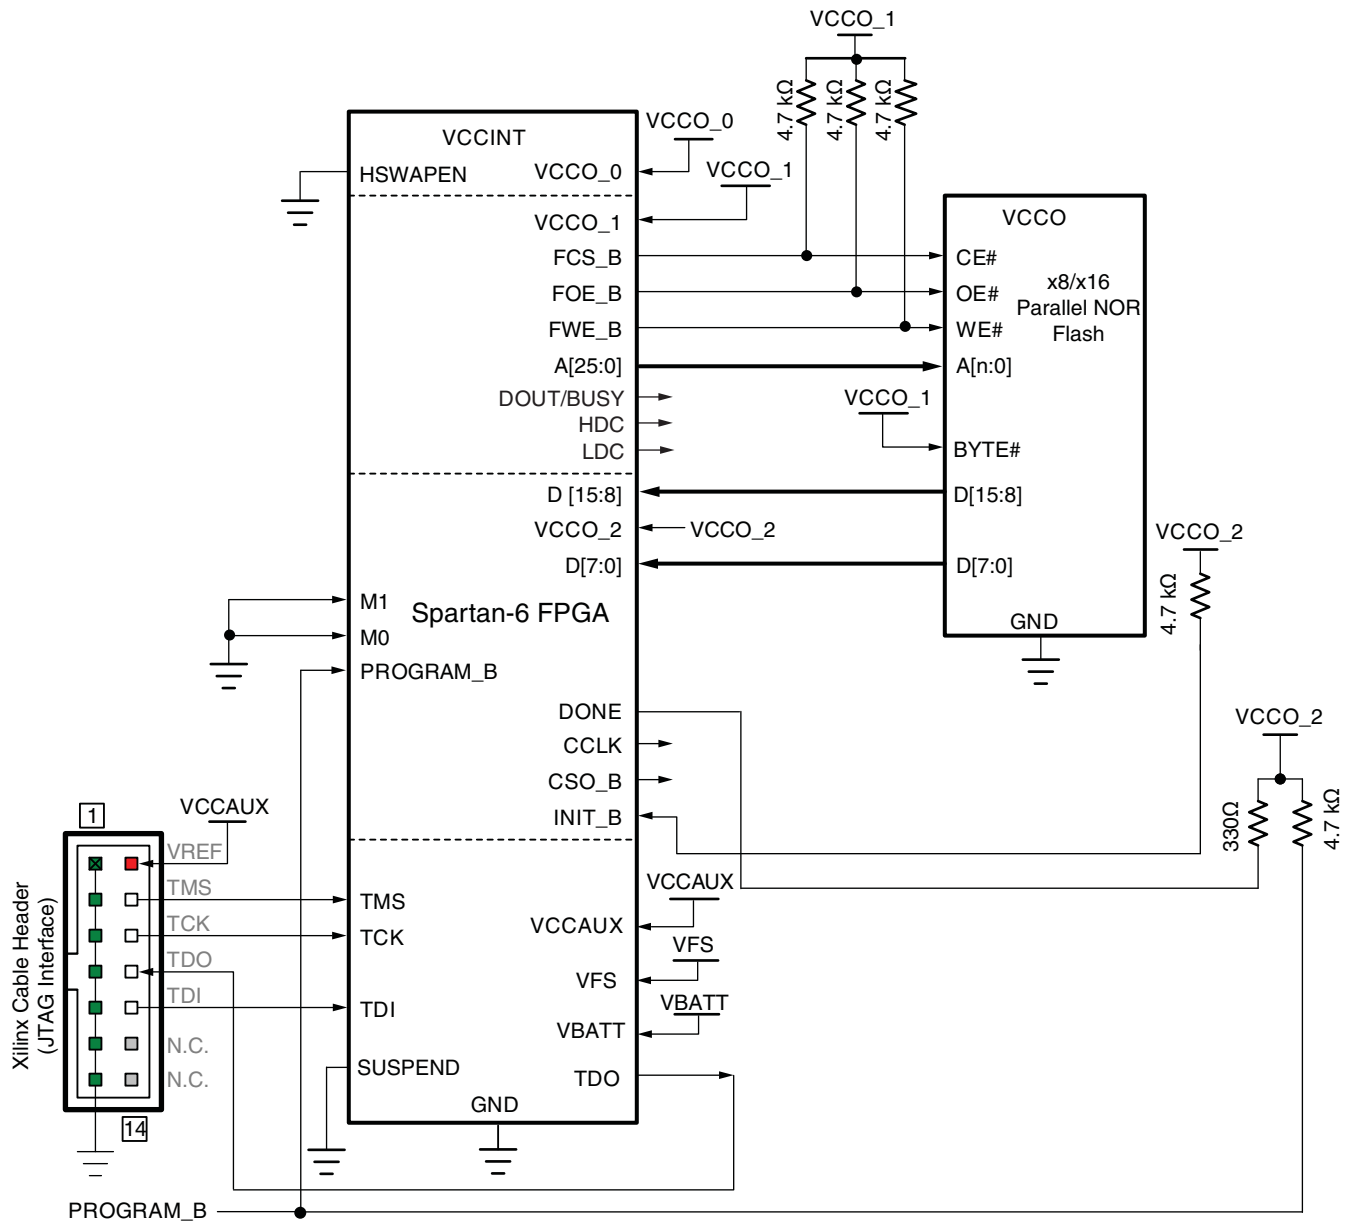 VCCO_1
4.7 kΩ
4.7 kΩ
4.7 kΩ
VCCINT
VCCO_0
HSWAPEN
VCCO_0
VCCO_1
VCCO_1
FCS_B
FOE_B
FWE_B
A[25:0]
DOUT/BUSY
HDC
LDC
VCCO
CE#
x8/x16
Parallel NOR
Flash
OE#
WE#
A[n:0]
VCCO_1
BYTE#
D [15:8]
D[15:8]
VCCO_2
VCCO_2
D[7:0]
D[7:0]
GND
VCCO_2
4.7 kΩ
M1
Spartan-6 FPGA
M0
PROGRAM_B
DONE
CCLK
CSO_B
INIT_B
VCCO_2
330Ω
4.7 kΩ
1
VCCAUX
VREF
TMS
TCK
TDO
TDI
N.C.
N.C.
14
Xilinx Cable Header
(JTAG Interface)
TMS
TCK
TDI
SUSPEND
VCCAUX
VCCAUX
VFS
VFS
VBATT
VBATT
TDO
GND
PROGRAM_B